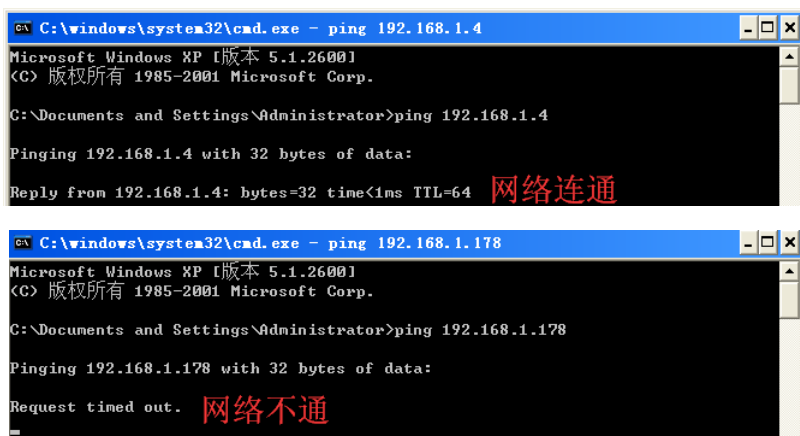 C:\windows\system32\cmd.exe - ping 192.168.1.4
Microsoft Windows XP [版本 5.1.2600]
(C) 版权所有 1985-2001 Microsoft Corp.
C:\Documents and Settings\Administrator>ping 192.168.1.4
Pinging 192.168.1.4 with 32 bytes of data:
Reply from 192.168.1.4: bytes=32 time<1ms TTL=64 网络连通
C:\windows\system32\cmd.exe - ping 192.168.1.178
Microsoft Windows XP [版本 5.1.2600]
(C) 版权所有 1985-2001 Microsoft Corp.
C:\Documents and Settings\Administrator>ping 192.168.1.178
Pinging 192.168.1.178 with 32 bytes of data:
Request timed out. 网络不通